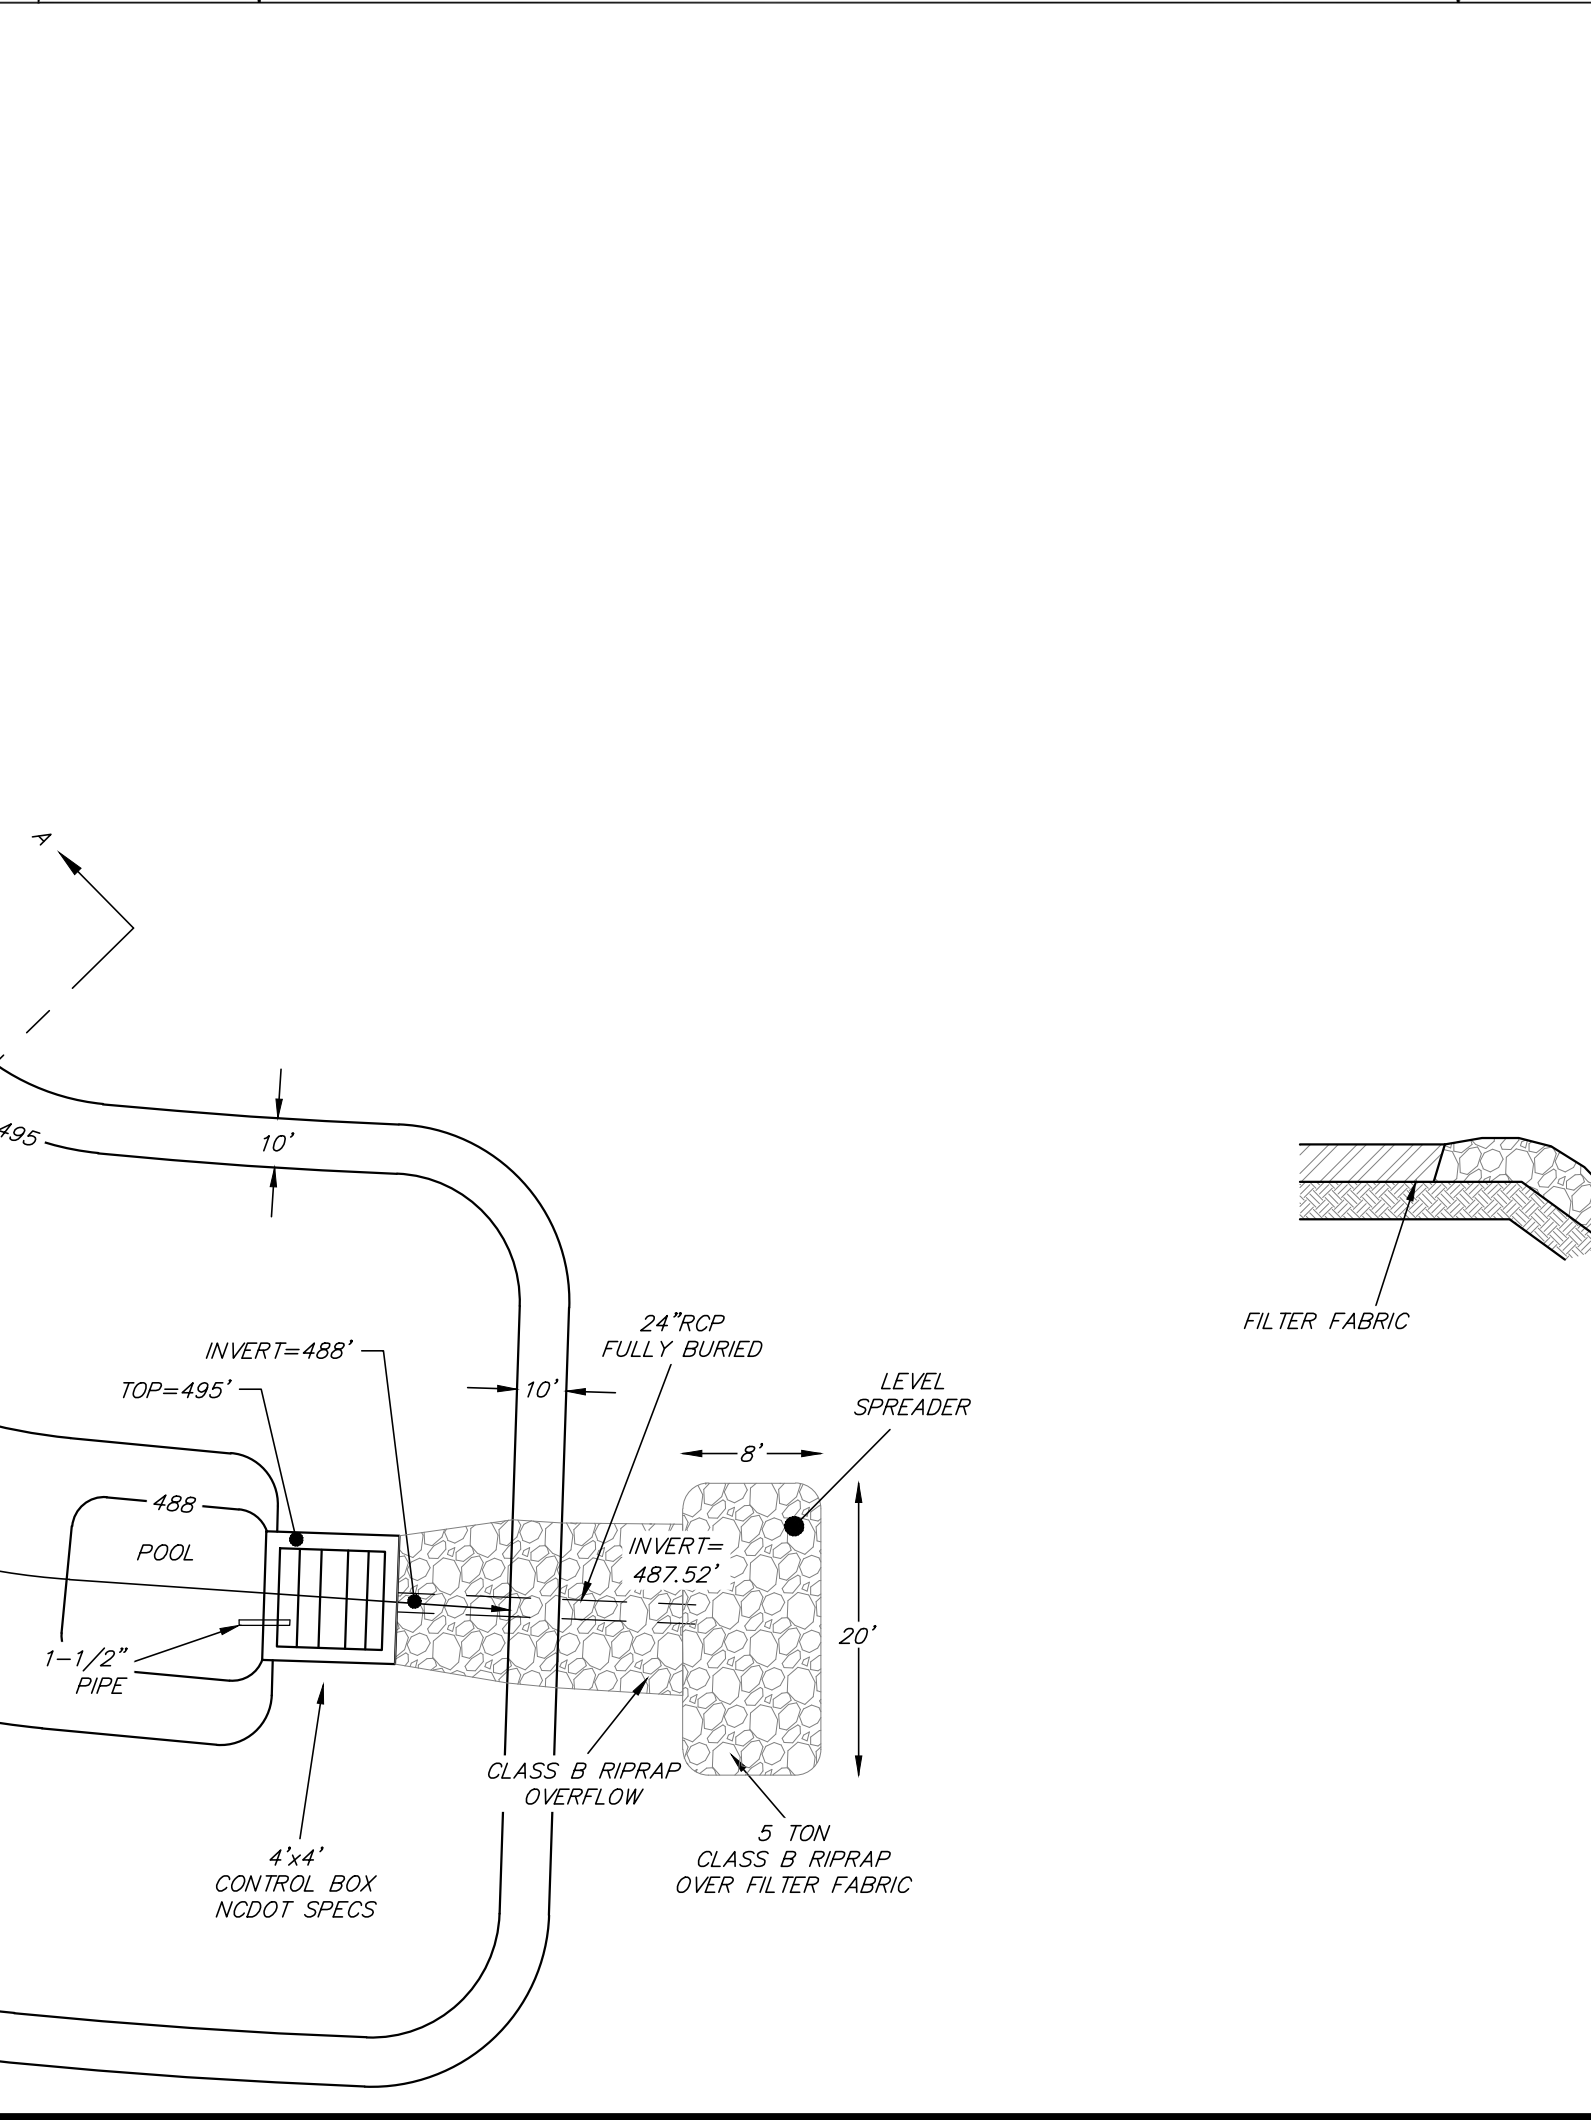 A
495
10'
FILTER FABRIC
24"RCP
FULLY BURIED
INVERT=488'
TOP=495'
10'
LEVEL
SPREADER
8'
488
POOL
INVERT=
487.52'
20'
1-1/2"
PIPE
CLASS B RIPRAP
OVERFLOW
5 TON
CLASS B RIPRAP
OVER FILTER FABRIC
4'x4'
CONTROL BOX
NCDOT SPECS